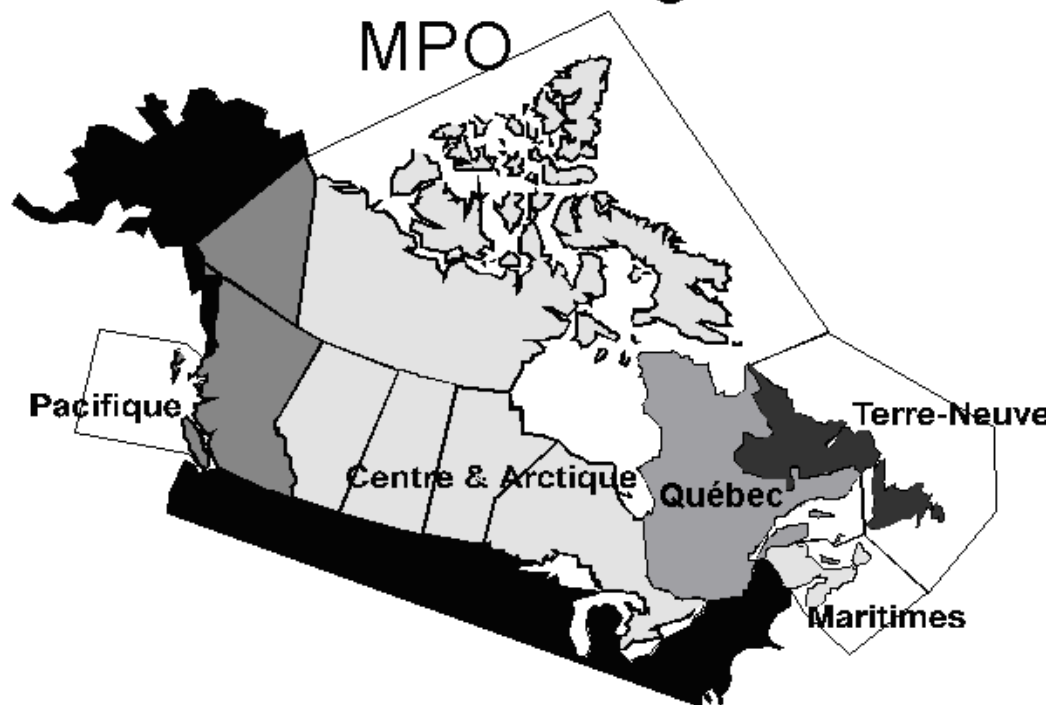 MPO
Pacifique
Terre-Neuve
Centre & Arctique
Québec
Maritimes